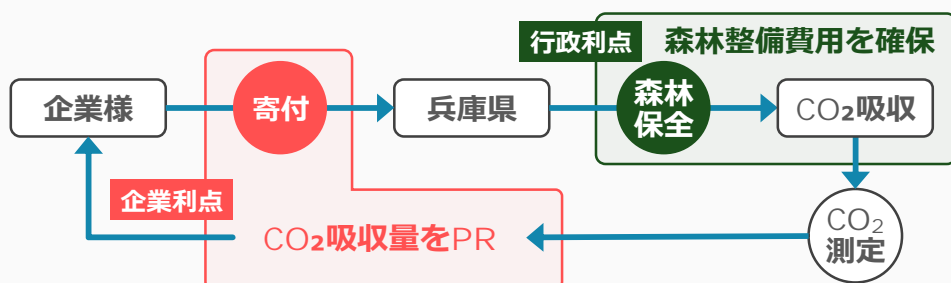 行政利点
森林整備費用を確保
企業様
寄付
兵庫県
森林
保全
CO₂吸収
企業利点
CO₂吸収量をPR
CO₂
測定